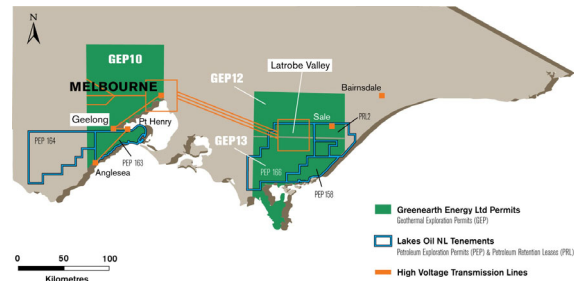 N
GEP10
MELBOURNE
GEP12
Latrobe Valley
Bairnsdale
Geelong
Pt Henry
Sale
PRL2
PEP 164
PEP 163
GEP13
Anglesea
PEP 166
PEP 158
Greenearth Energy Ltd Permits
Geothermal Exploration Permits (GEP)
Lakes Oil NL Tenements
Petroleum Exploration Permits (PEP) & Petroleum Retention Leases (PRL)
High Voltage Transmission Lines
0 50 100
Kilometres